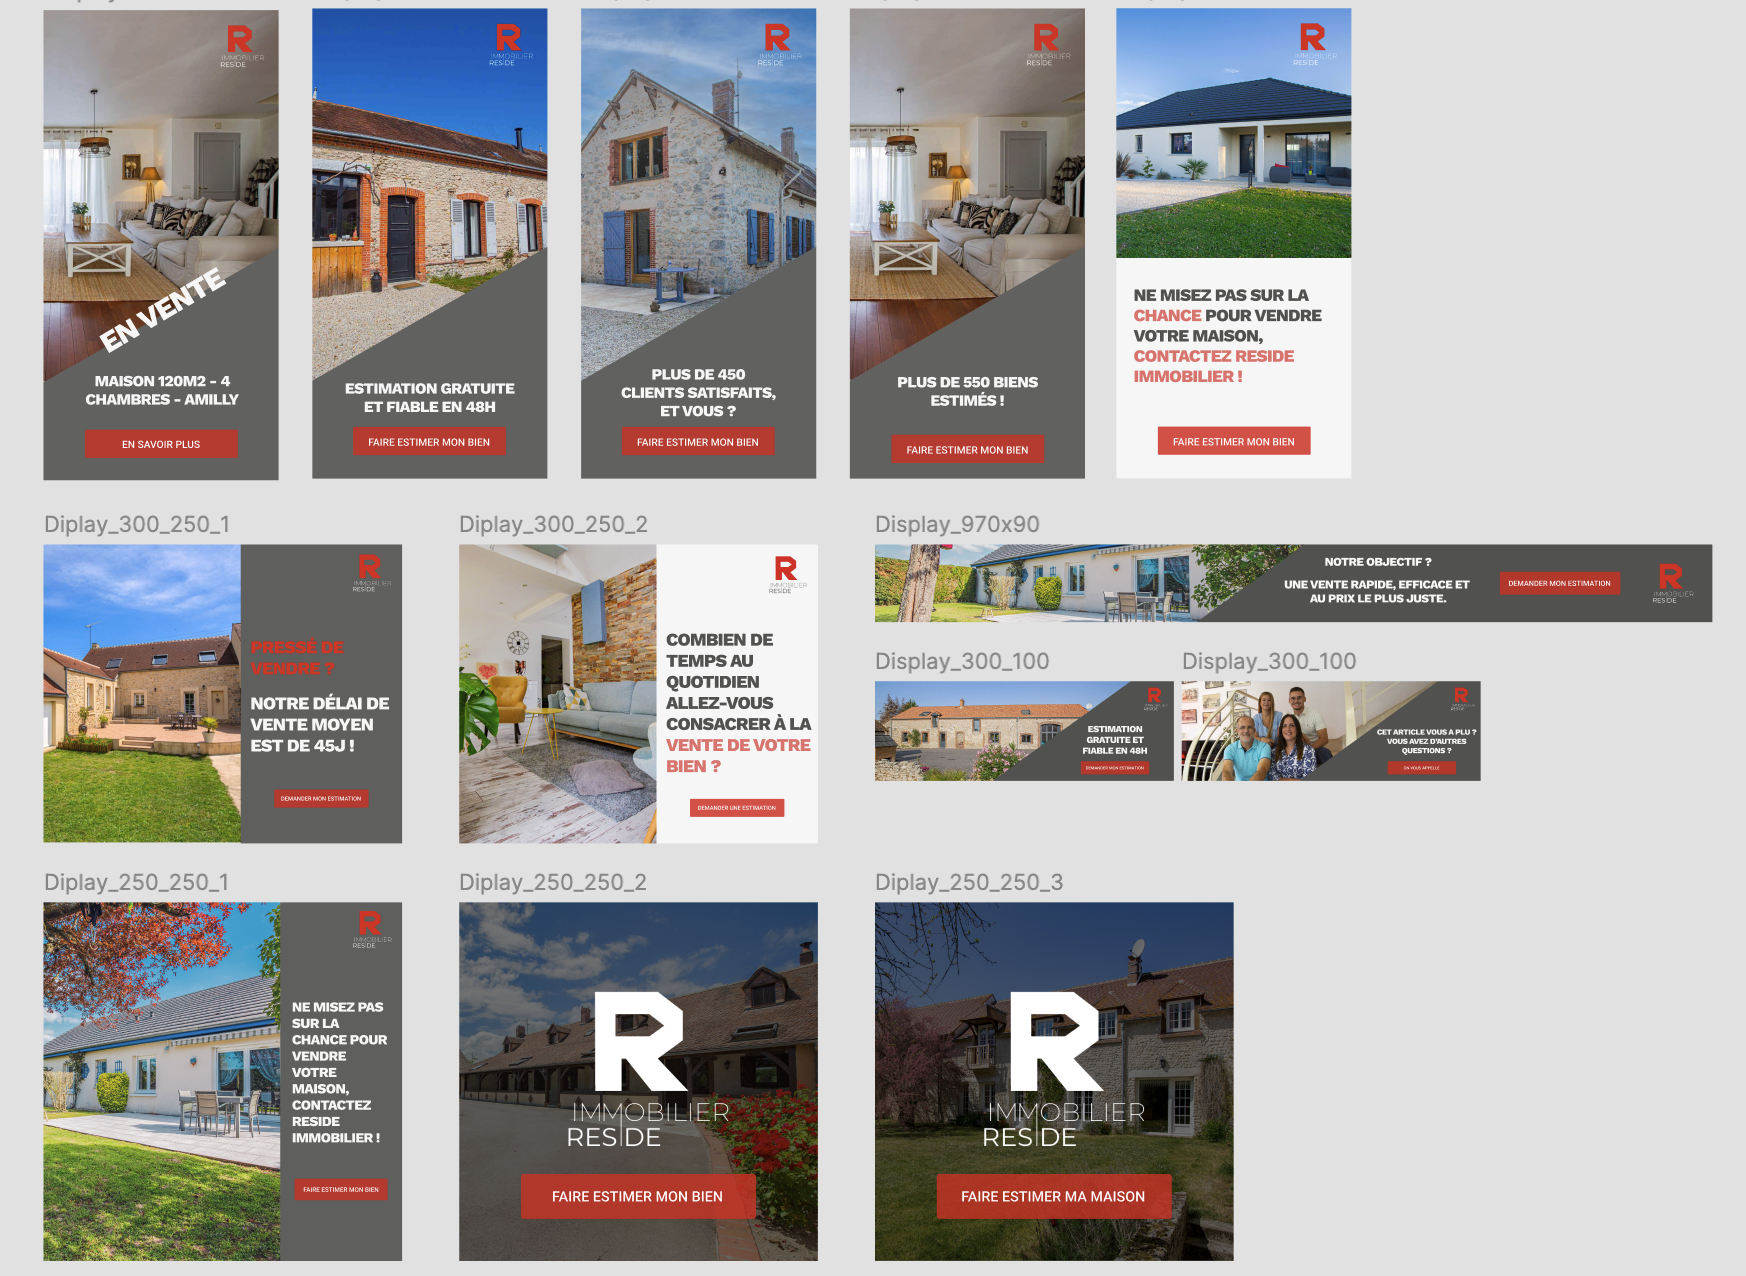 R
IMMOBILIER
RESIDE
EN VENTE
MAISON 120M2 - 4
CHAMBRES - AMILLY
EN SAVOIR PLUS
R
IMMOBILIER
RESIDE
ESTIMATION GRATUITE
ET FIABLE EN 48H
FAIRE ESTIMER MON BIEN
R
IMMOBILIER
RESIDE
PLUS DE 450
CLIENTS SATISFAITS,
ET VOUS ?
FAIRE ESTIMER MON BIEN
R
IMMOBILIER
RESIDE
PLUS DE 550 BIENS
ESTIMÉS !
FAIRE ESTIMER MON BIEN
R
IMMOBILIER
RESIDE
NE MISEZ PAS SUR LA
CHANCE POUR VENDRE
VOTRE MAISON,
CONTACTEZ RESIDE
IMMOBILIER !
FAIRE ESTIMER MON BIEN
Diplay_300_250_1
R
IMMOBILIER
RESIDE
PRESSÉ DE
VENDRE ?
NOTRE DÉLAI DE
VENTE MOYEN
EST DE 45J !
DEMANDER MON ESTIMATION
Diplay_300_250_2
R
IMMOBILIER
RESIDE
COMBIEN DE
TEMPS AU
QUOTIDIEN
ALLEZ-VOUS
CONSACRER À LA
VENTE DE VOTRE
BIEN ?
DEMANDER UNE ESTIMATION
Display_970x90
NOTRE OBJECTIF ?
UNE VENTE RAPIDE, EFFICACE ET
AU PRIX LE PLUS JUSTE.
DEMANDER MON ESTIMATION
R
IMMOBILIER
RESIDE
Display_300_100
R
ESTIMATION
GRATUITE ET
FIABLE EN 48H
DEMANDER MON ESTIMATION
Display_300_100
R
CET ARTICLE VOUS A PLU ?
VOUS AVEZ D'AUTRES
QUESTIONS ?
ON VOUS APPELLE
Diplay_250_250_1
R
IMMOBILIER
RESIDE
NE MISEZ PAS
SUR LA
CHANCE POUR
VENDRE
VOTRE
MAISON,
CONTACTEZ
RESIDE
IMMOBILIER !
FAIRE ESTIMER MON BIEN
Diplay_250_250_2
R
IMMOBILIER
RESIDE
FAIRE ESTIMER MON BIEN
Diplay_250_250_3
R
IMMOBILIER
RESIDE
FAIRE ESTIMER MA MAISON